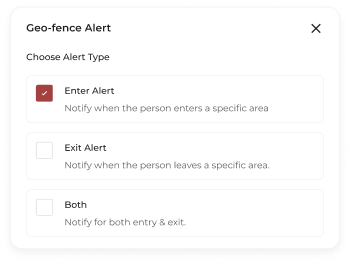 Geo-fence Alert
Choose Alert Type
Enter Alert
Notify when the person enters a specific area
Exit Alert
Notify when the person leaves a specific area.
Both
Notify for both entry & exit.